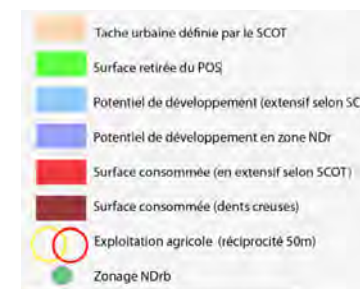 Tache urbaine définie par le SCOT
Surface retirée du POS
Potentiel de développement (extensif selon SC
Potentiel de développement en zone NDr
Surface consommée (en extensif selon SCOT)
Surface consommée (dents creuses)
Exploitation agricole (réciprocité 50m)
Zonage NDrb